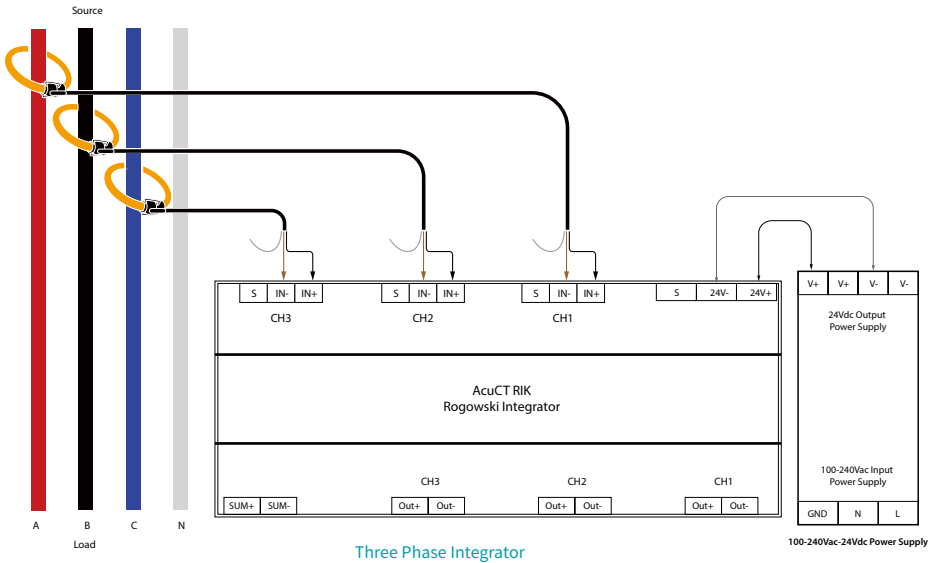 Source
S IN- IN+
CH3
S IN- IN+
CH2
S IN- IN+
CH1
S 24V- 24V+
V+ V+ V- V-
24Vdc Output
Power Supply
AcuCT RIK
Rogowski Integrator
100-240Vac Input
Power Supply
CH3
CH2
CH1
SUM+ SUM-
Out+ Out-
Out+ Out-
Out+ Out-
GND N L
A B C N
Load
100-240Vac-24Vdc Power Supply
Three Phase Integrator